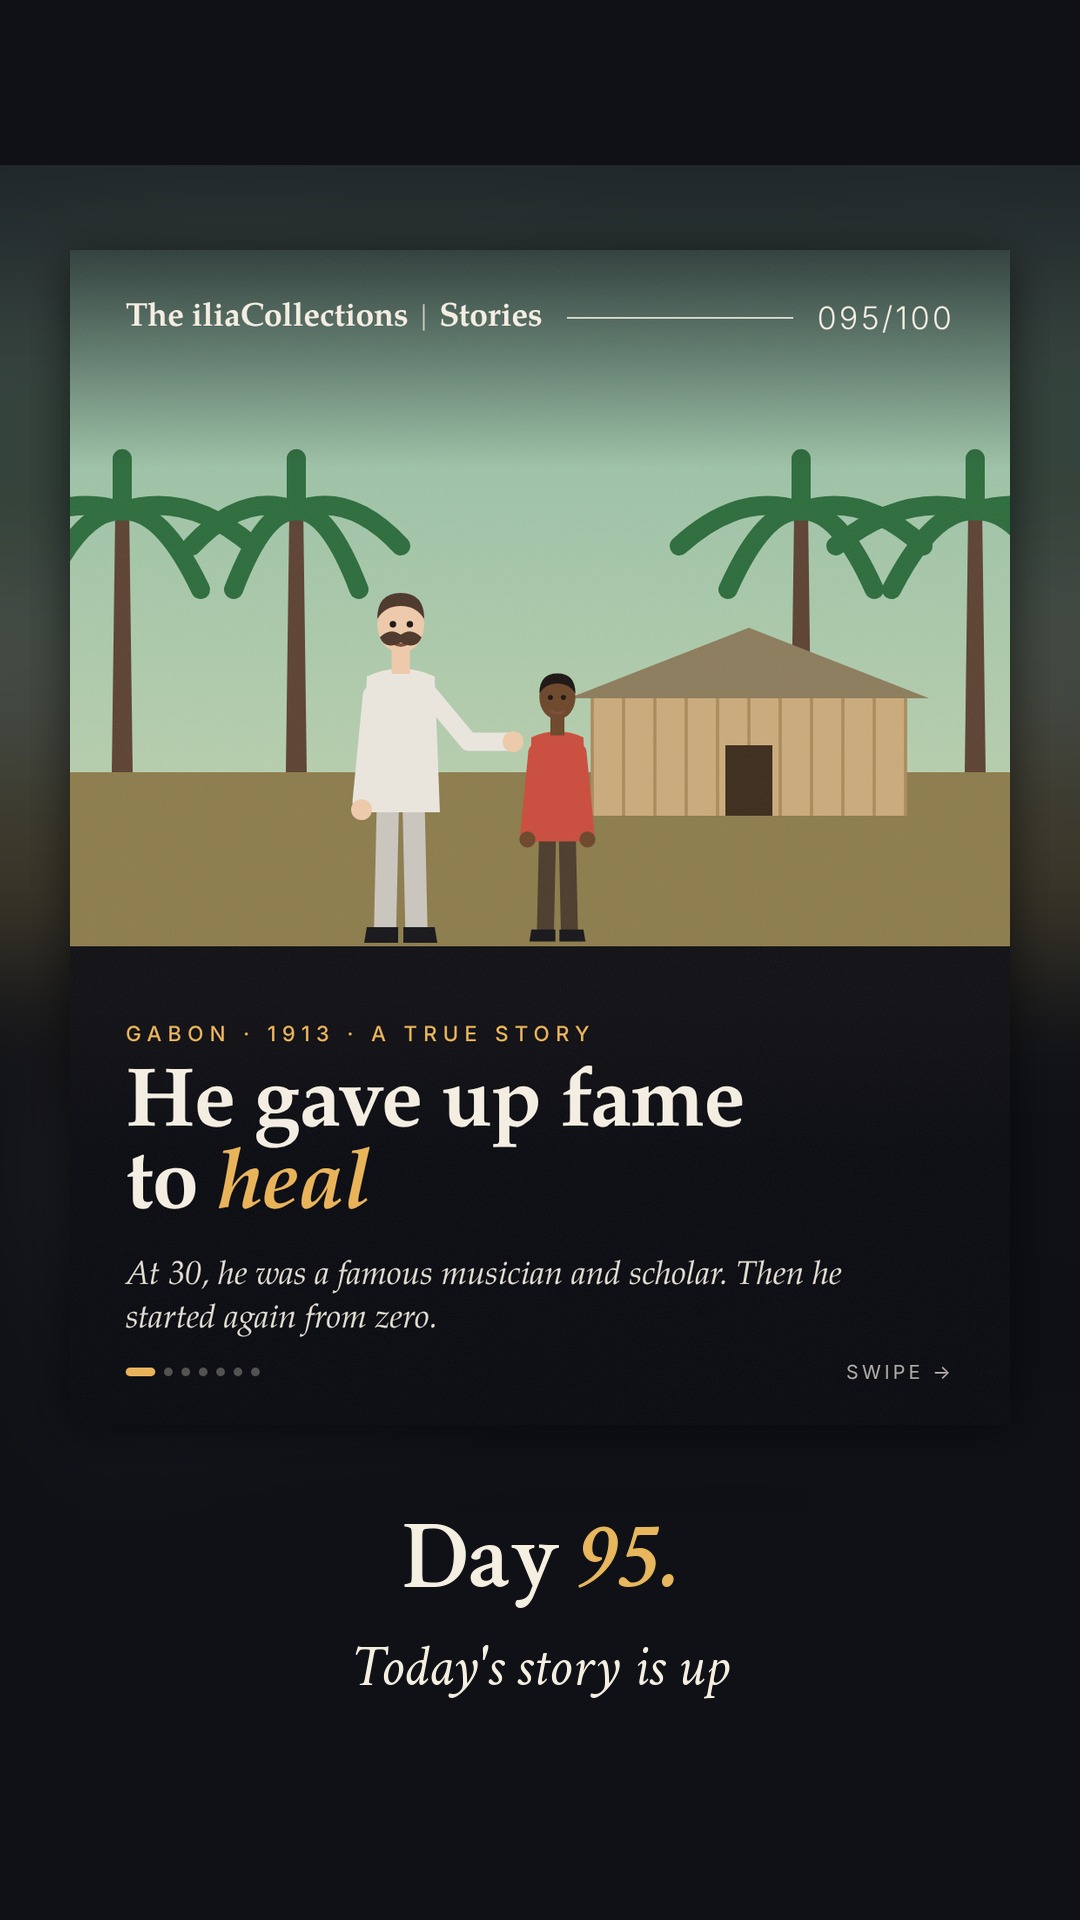 The iliaCollections | Stories 095/100
GABON · 1913 · A TRUE STORY
He gave up fame
to heal
At 30, he was a famous musician and scholar. Then he
started again from zero.
SWIPE →
Day 95.
Today's story is up